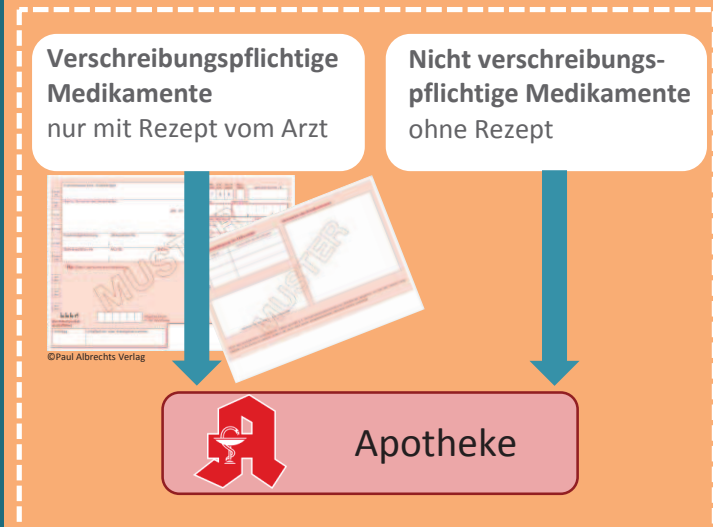 Verschreibungspflichtige
Medikamente
nur mit Rezept vom Arzt
Nicht verschreibungs-
pflichtige Medikamente
ohne Rezept
MUSTER
MUSTER
©Paul Albrechts Verlag
Apotheke